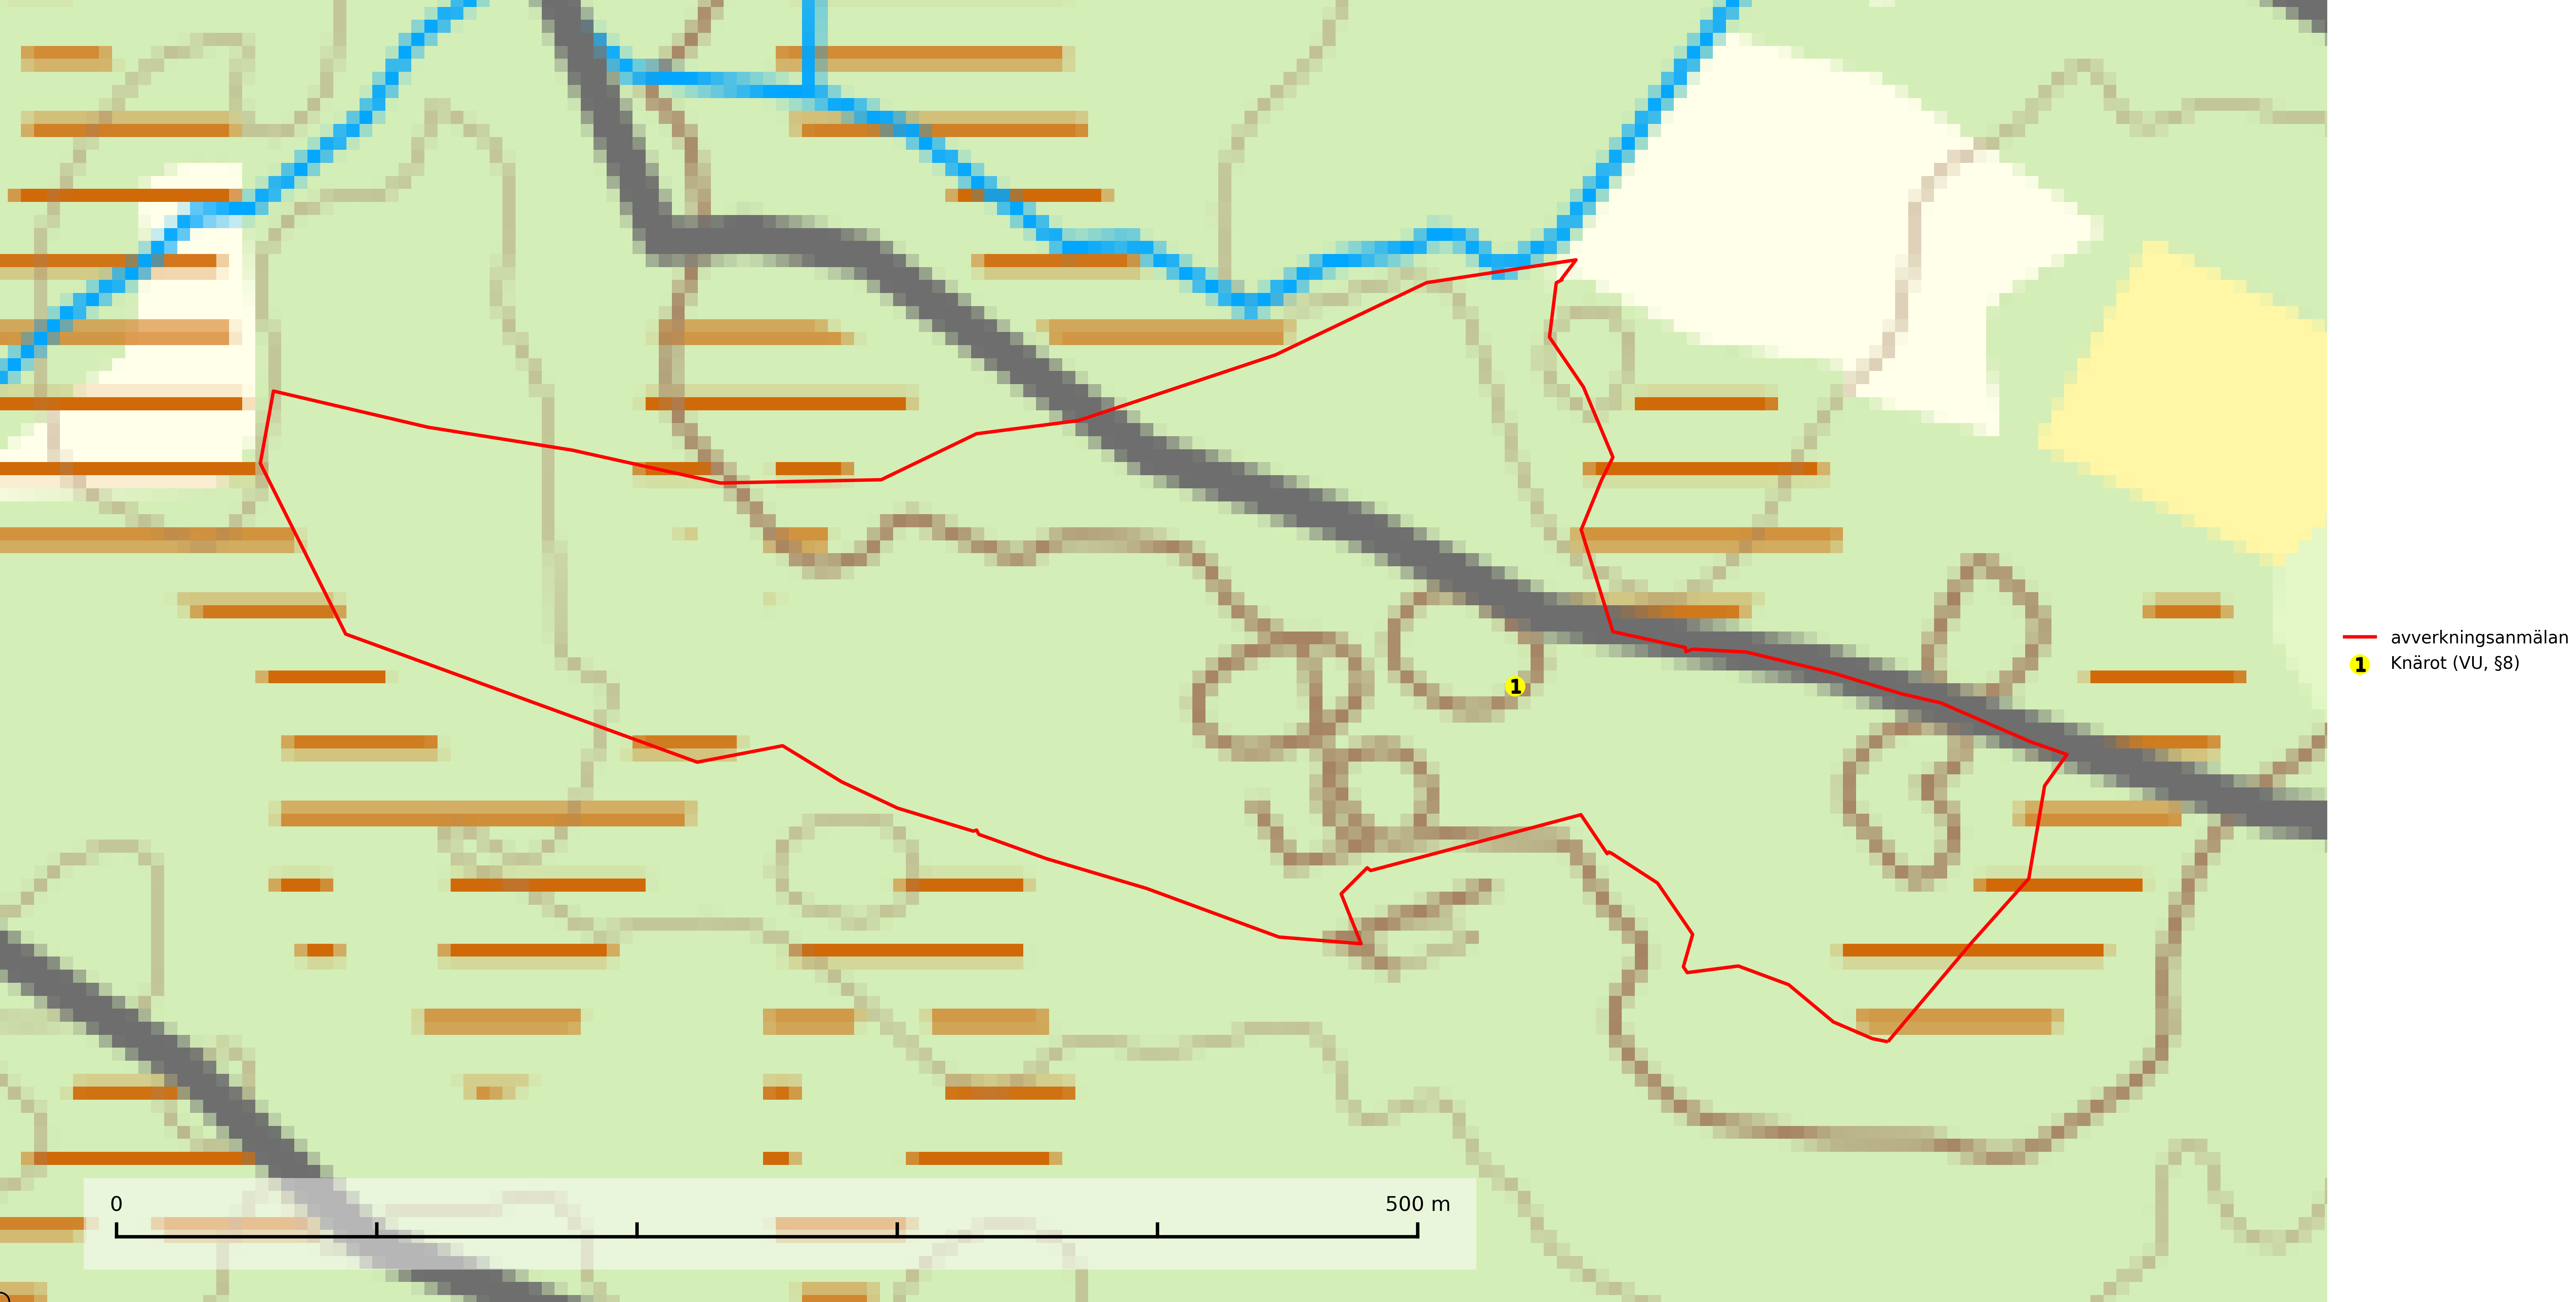 1
avverkningsanmälan
1 Knärot (VU, §8)
0 500 m